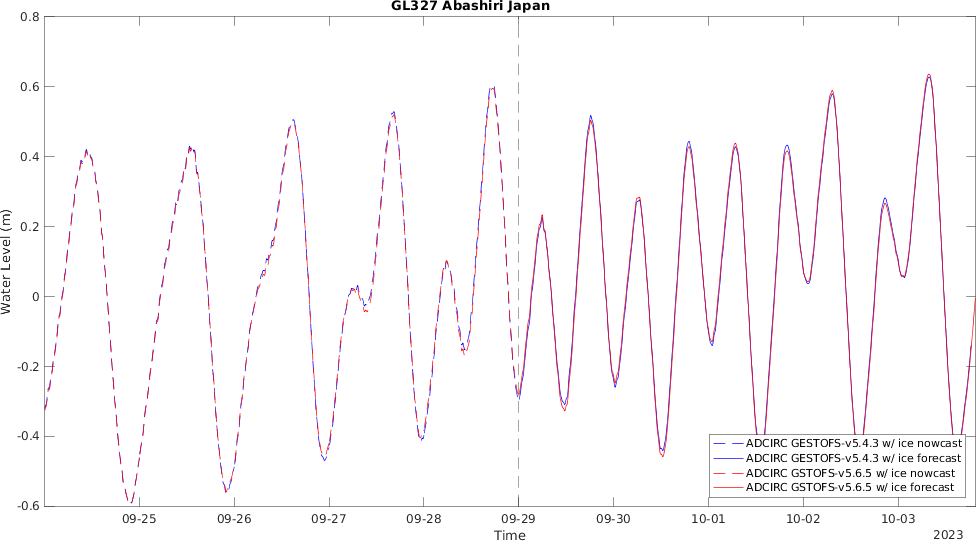 GL327 Abashiri Japan
0.8
0.6
0.4
0.2
0
-0.2
-0.4
-0.6
Water Level (m)
ADCIRC GESTOFS-v5.4.3 w/ ice nowcast
ADCIRC GESTOFS-v5.4.3 w/ ice forecast
ADCIRC GSTOFS-v5.6.5 w/ ice nowcast
ADCIRC GSTOFS-v5.6.5 w/ ice forecast
09-25 09-26 09-27 09-28 09-29 09-30 10-01 10-02 10-03
Time
2023